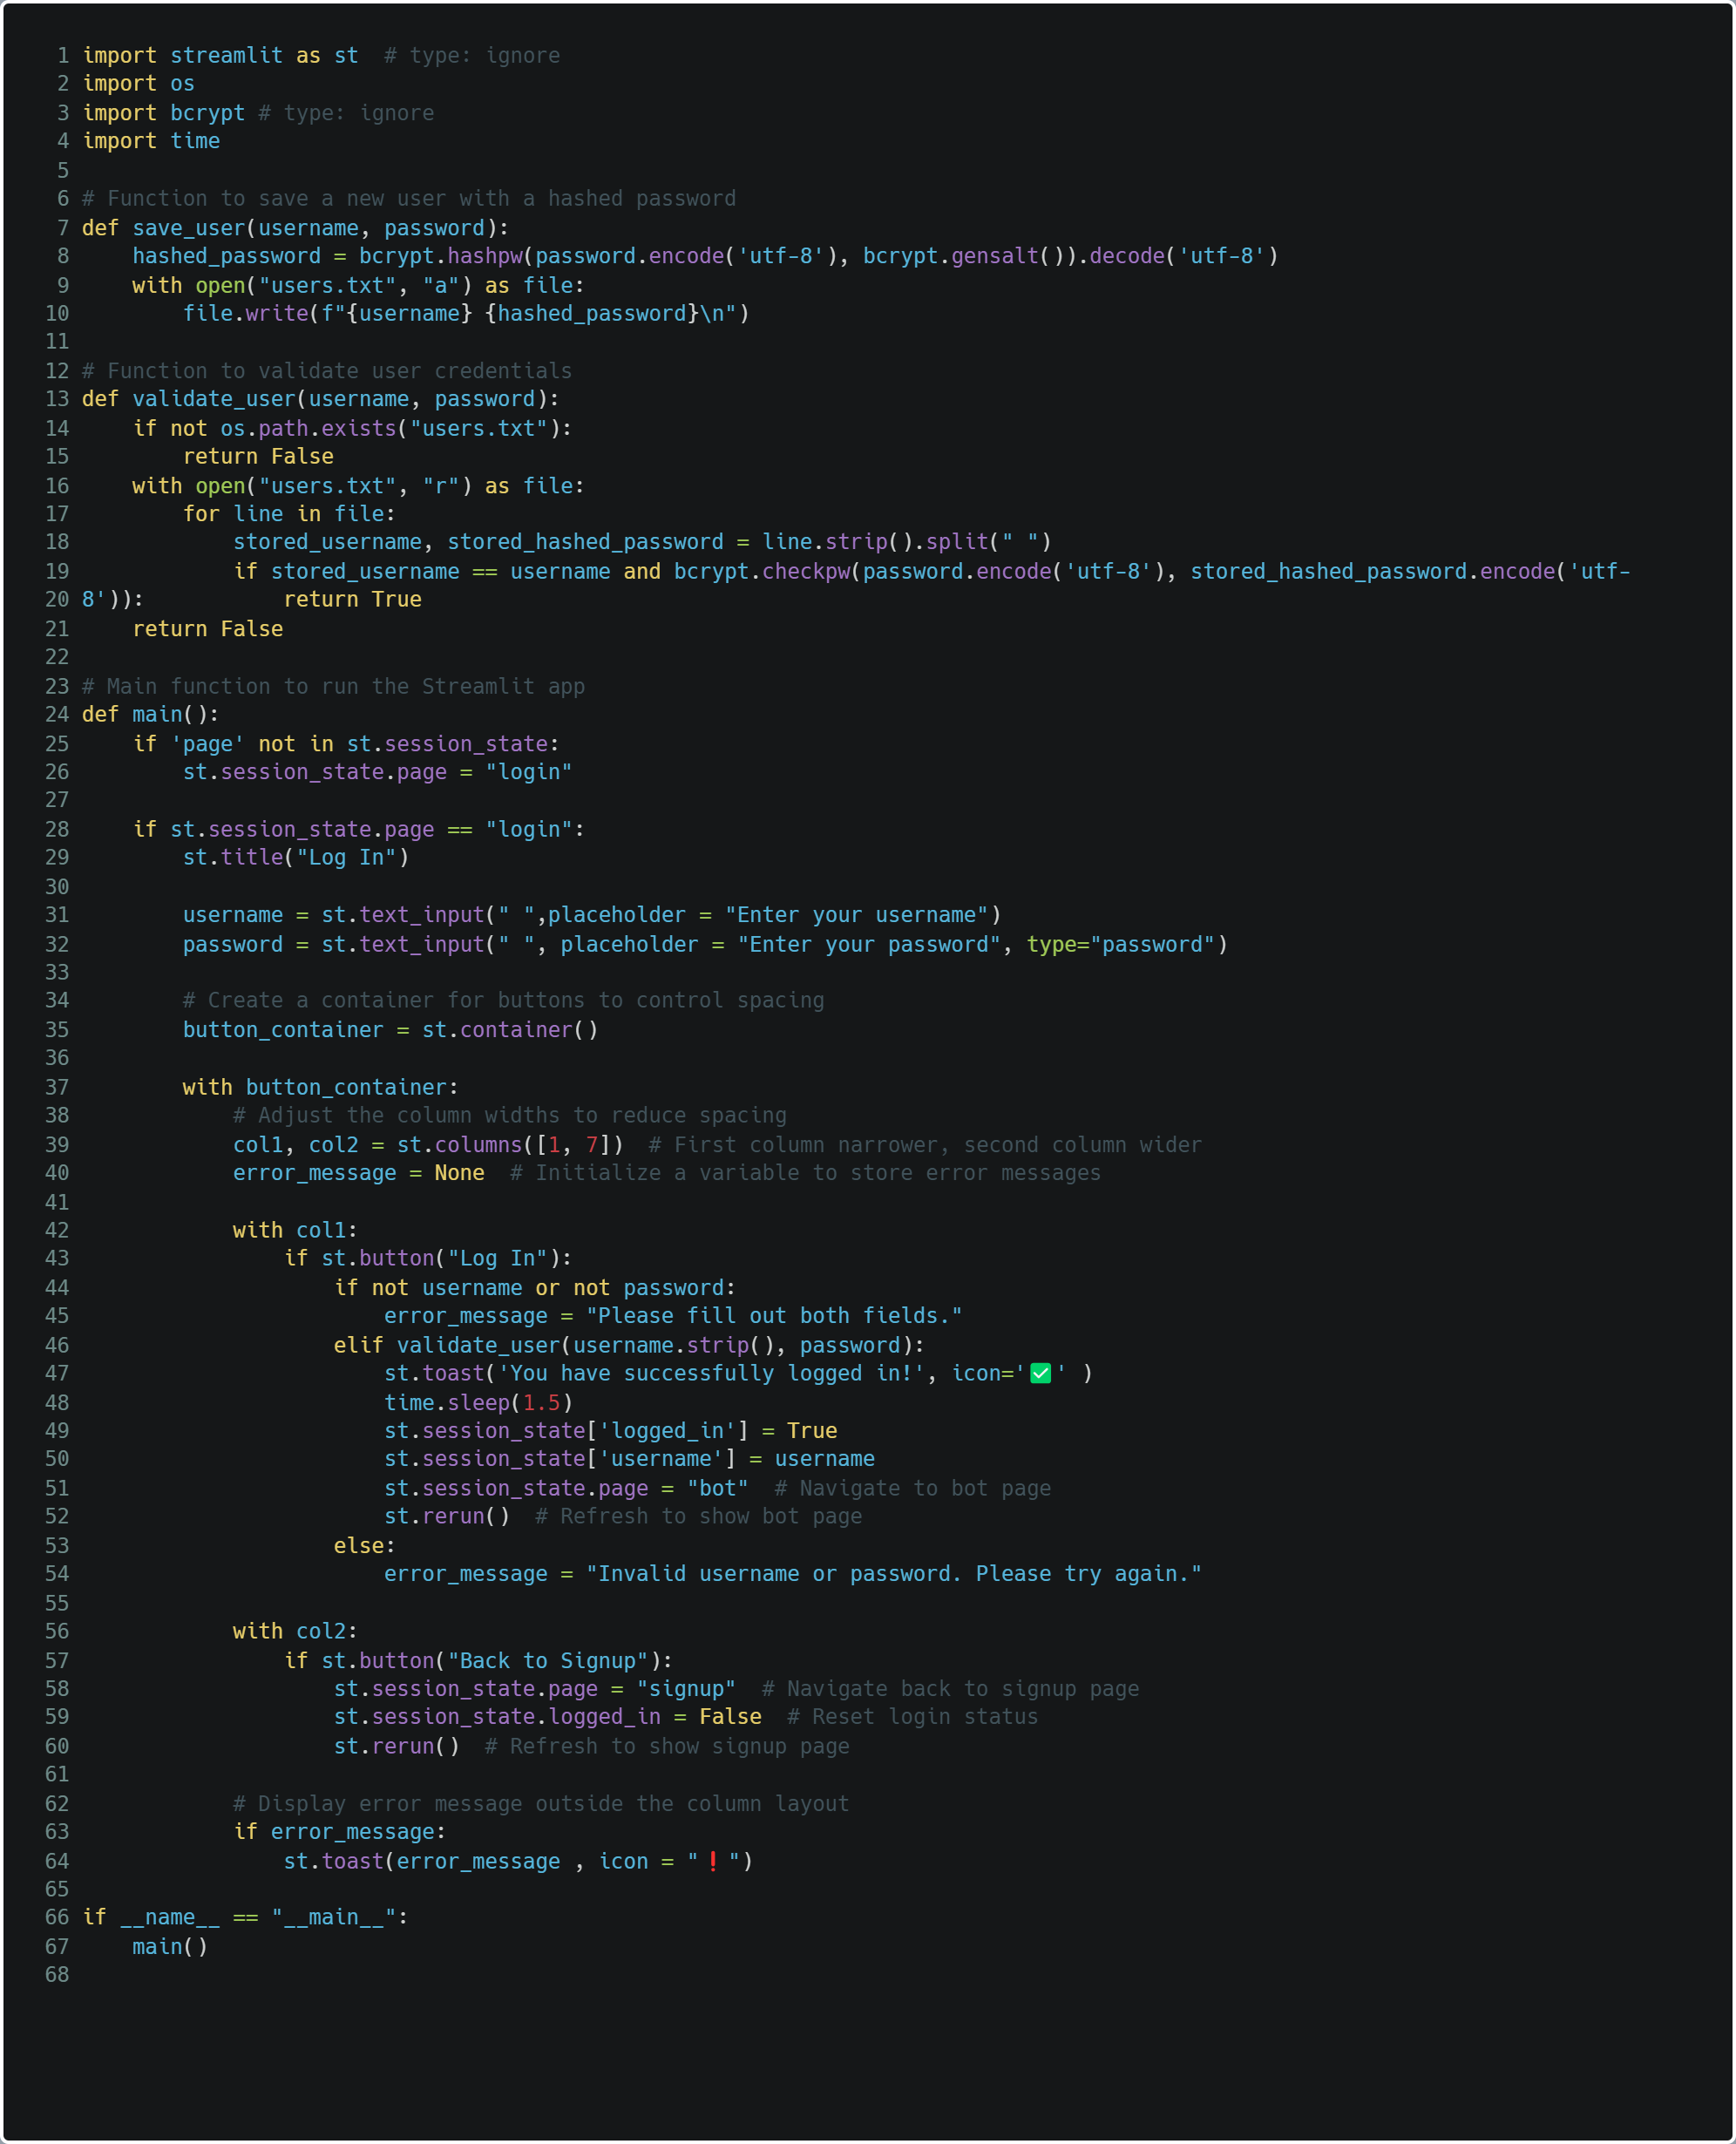 1 import streamlit as st  # type: ignore
2 import os
3 import bcrypt # type: ignore
4 import time
5
6 # Function to save a new user with a hashed password
7 def save_user(username, password):
8     hashed_password = bcrypt.hashpw(password.encode('utf-8'), bcrypt.gensalt()).decode('utf-8')
9     with open("users.txt", "a") as file:
10         file.write(f"{username} {hashed_password}\n")
11
12 # Function to validate user credentials
13 def validate_user(username, password):
14     if not os.path.exists("users.txt"):
15         return False
16     with open("users.txt", "r") as file:
17         for line in file:
18             stored_username, stored_hashed_password = line.strip().split(" ")
19             if stored_username == username and bcrypt.checkpw(password.encode('utf-8'), stored_hashed_password.encode('utf-
20 8')):           return True
21     return False
22
23 # Main function to run the Streamlit app
24 def main():
25     if 'page' not in st.session_state:
26         st.session_state.page = "login"
27
28     if st.session_state.page == "login":
29         st.title("Log In")
30
31         username = st.text_input(" ",placeholder = "Enter your username")
32         password = st.text_input(" ", placeholder = "Enter your password", type="password")
33
34         # Create a container for buttons to control spacing
35         button_container = st.container()
36
37         with button_container:
38             # Adjust the column widths to reduce spacing
39             col1, col2 = st.columns([1, 7])  # First column narrower, second column wider
40             error_message = None  # Initialize a variable to store error messages
41
42             with col1:
43                 if st.button("Log In"):
44                     if not username or not password:
45                         error_message = "Please fill out both fields."
46                     elif validate_user(username.strip(), password):
47                         st.toast('You have successfully logged in!', icon='✅' )
48                         time.sleep(1.5)
49                         st.session_state['logged_in'] = True
50                         st.session_state['username'] = username
51                         st.session_state.page = "bot"  # Navigate to bot page
52                         st.rerun()  # Refresh to show bot page
53                     else:
54                         error_message = "Invalid username or password. Please try again."
55
56             with col2:
57                 if st.button("Back to Signup"):
58                     st.session_state.page = "signup"  # Navigate back to signup page
59                     st.session_state.logged_in = False  # Reset login status
60                     st.rerun()  # Refresh to show signup page
61
62             # Display error message outside the column layout
63             if error_message:
64                 st.toast(error_message , icon = "❗")
65
66 if __name__ == "__main__":
67     main()
68